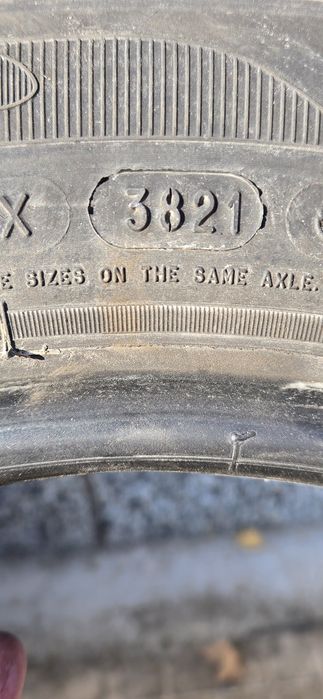 X 3821
E SIZES ON THE SAME AXLE.